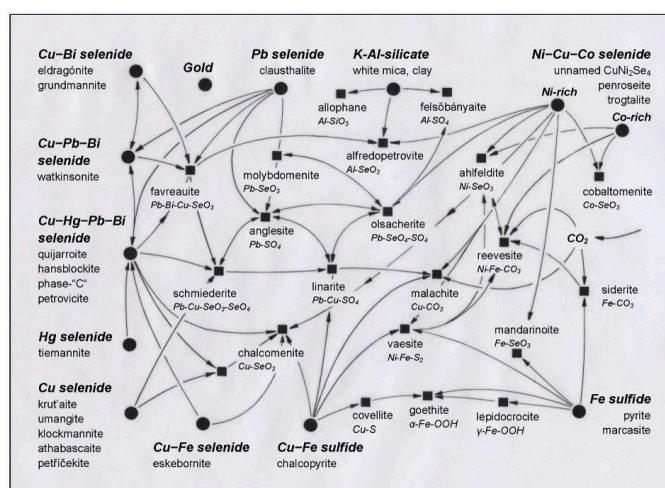 Cu–Bi selenide
eldragónite
grundmannite
Gold
Pb selenide
clausthalite
K-Al-silicate
white mica, clay
Ni–Cu–Co selenide
unnamed CuNi2Se4
penroseite
trogtalite
Ni-rich
Co-rich
allophane
Al-SiO5
felsöbányaite
Al-SO4
Cu–Pb–Bi
selenide
watkinsonite
favreauite
Pb-Bi-Cu-SeO3
molybdomenite
Pb-SeO3
alfredopetrovite
Al-SeO3
ahlfeldite
Ni-SeO3
cobaltomenite
Co-SeO3
Cu–Hg–Pb–Bi
selenide
quijarroite
hansblockite
phase-"C"
petrovicite
anglesite
Pb-SO4
olsacherite
Pb-SeO4-SO4
reevesite
Ni-Fe-CO3
CO2
schmiederite
Pb-Cu-SeO3-SeO4
linarite
Pb-Cu-SO4
malachite
Cu-CO3
siderite
Fe-CO3
Hg selenide
tiemannite
chalcomenite
Cu-SeO3
vaesite
Ni-Fe-S2
mandarinoite
Fe-SeO3
Cu selenide
krut'aite
umangite
klockmannite
athabascaite
petříčekite
Cu–Fe selenide
eskebornite
Cu–Fe sulfide
chalcopyrite
covellite
Cu-S
goethite
α-Fe-OOH
lepidocrocite
γ-Fe-OOH
Fe sulfide
pyrite
marcasite